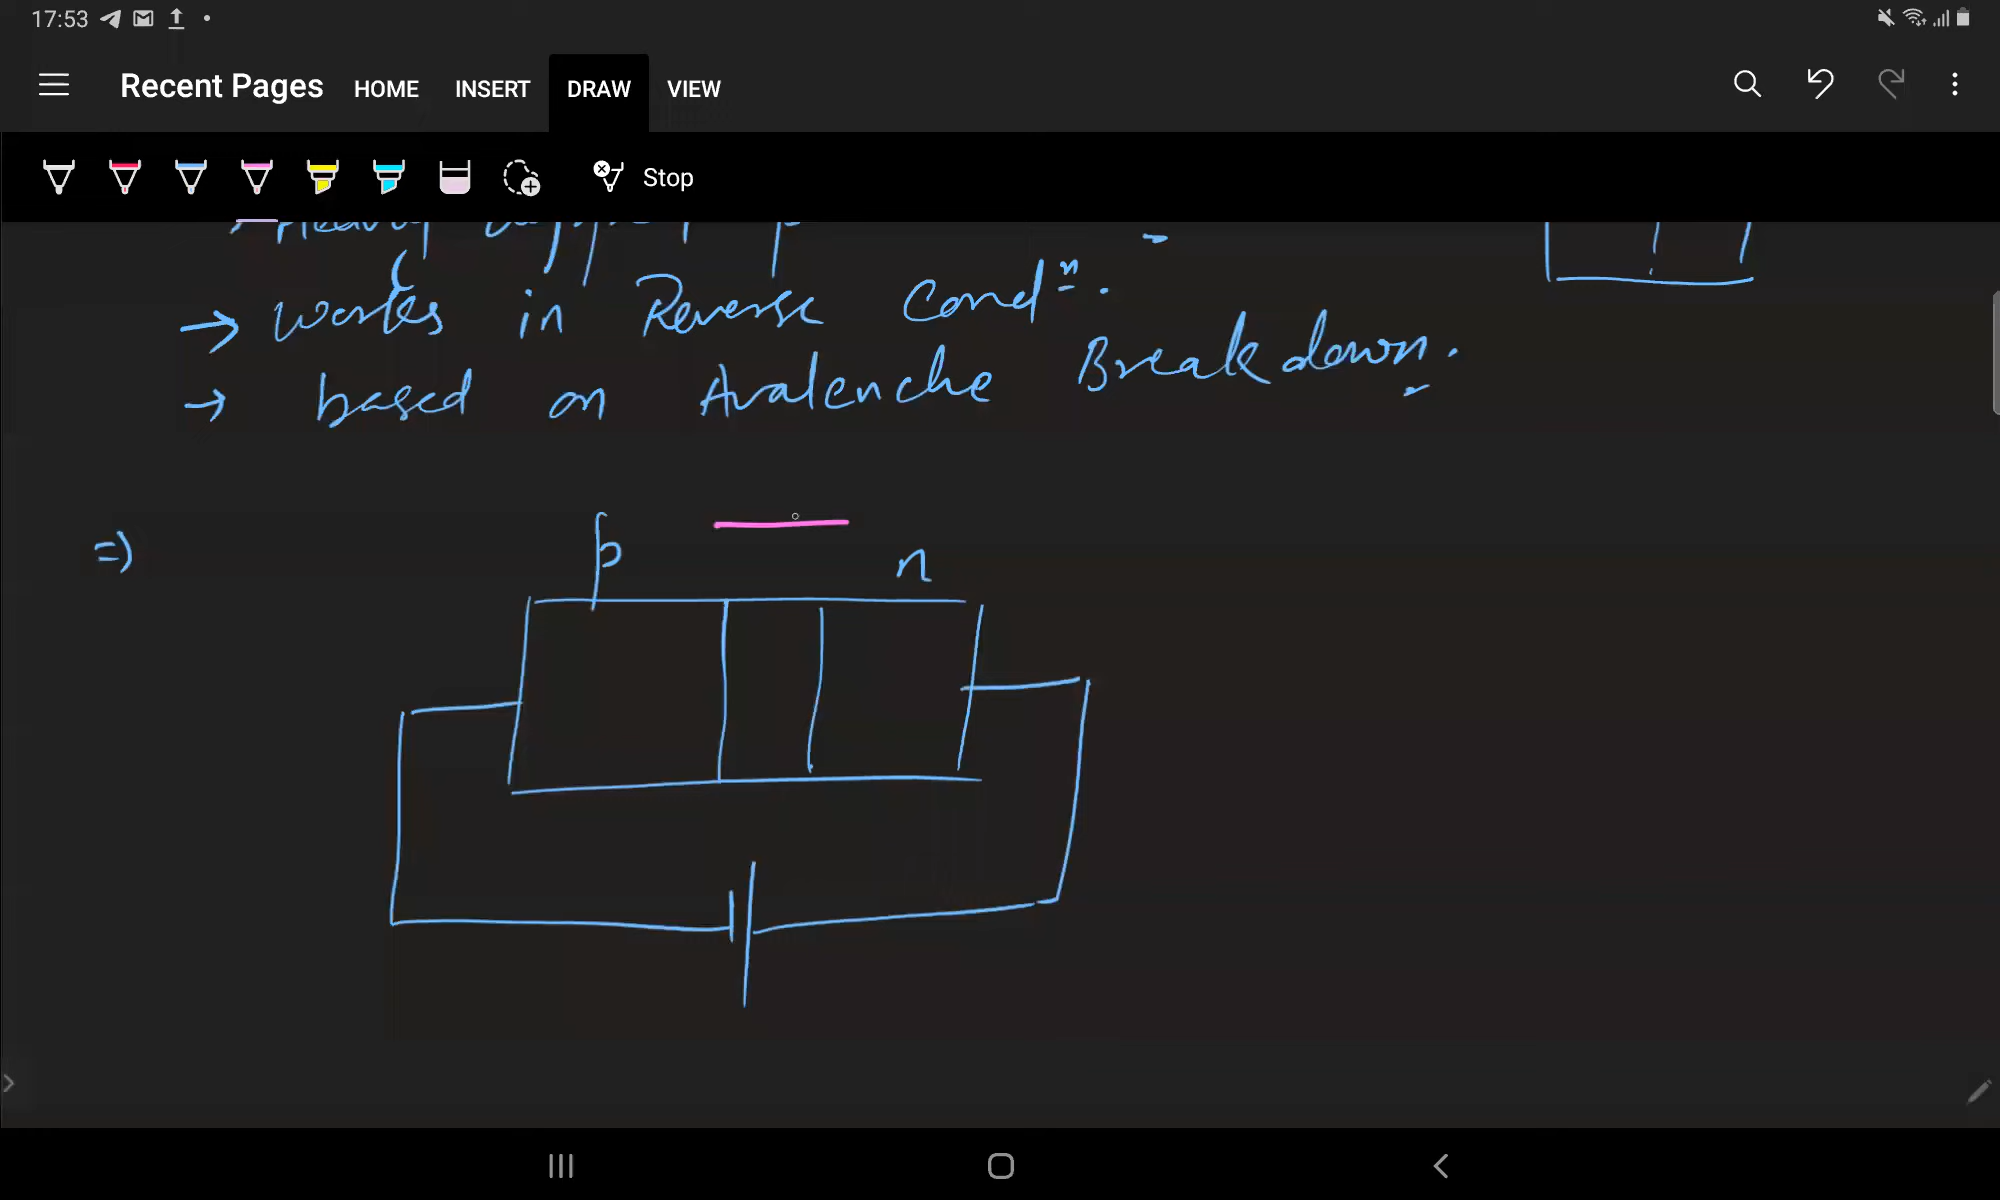 17:53
Recent Pages HOME INSERT DRAW VIEW
Stop
→ works in Reverse Condⁿ.
→ based on Avalenche Breakdown.
=)
p n